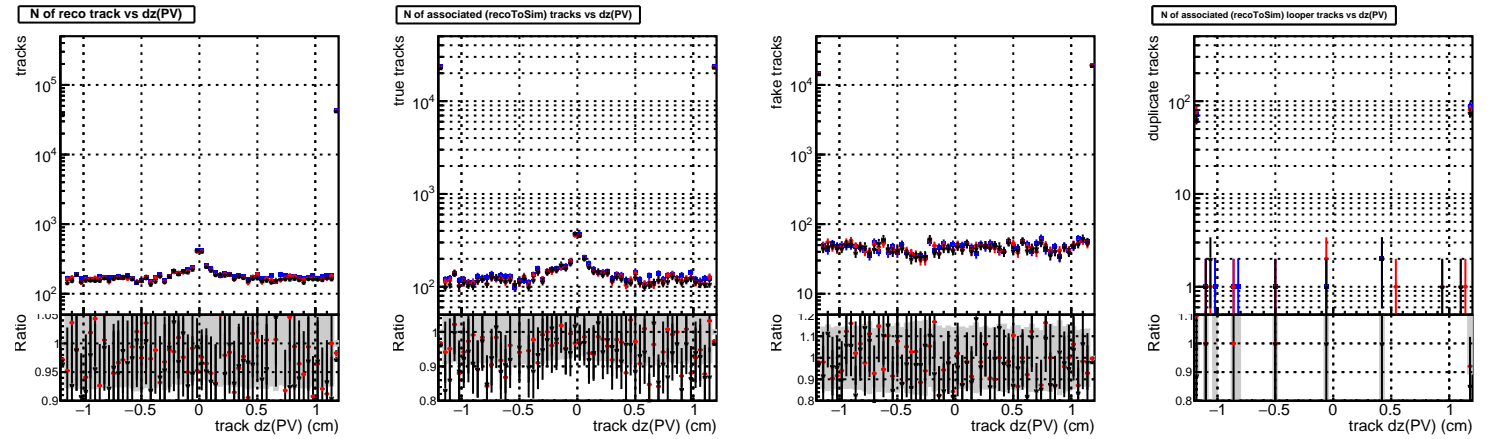 N of reco track vs dz(PV)
tracks
10^5
10^4
10^3
10^2
Ratio
1.05
1
0.95
0.9
−1 −0.5 0 0.5 1
track dz(PV) (cm)
N of associated (recoToSim) tracks vs dz(PV)
true tracks
10^4
10^3
10^2
Ratio
1
0.9
0.8
−1 −0.5 0 0.5 1
track dz(PV) (cm)
fake tracks
10^4
10^3
10^2
10
Ratio
1.2
1.1
1
0.9
0.8
−1 −0.5 0 0.5 1
track dz(PV) (cm)
N of associated (recoToSim) looper tracks vs dz(PV)
duplicate tracks
10^2
10
1
Ratio
1.1
1
0.9
0.8
−1 −0.5 0 0.5 1
track dz(PV) (cm)